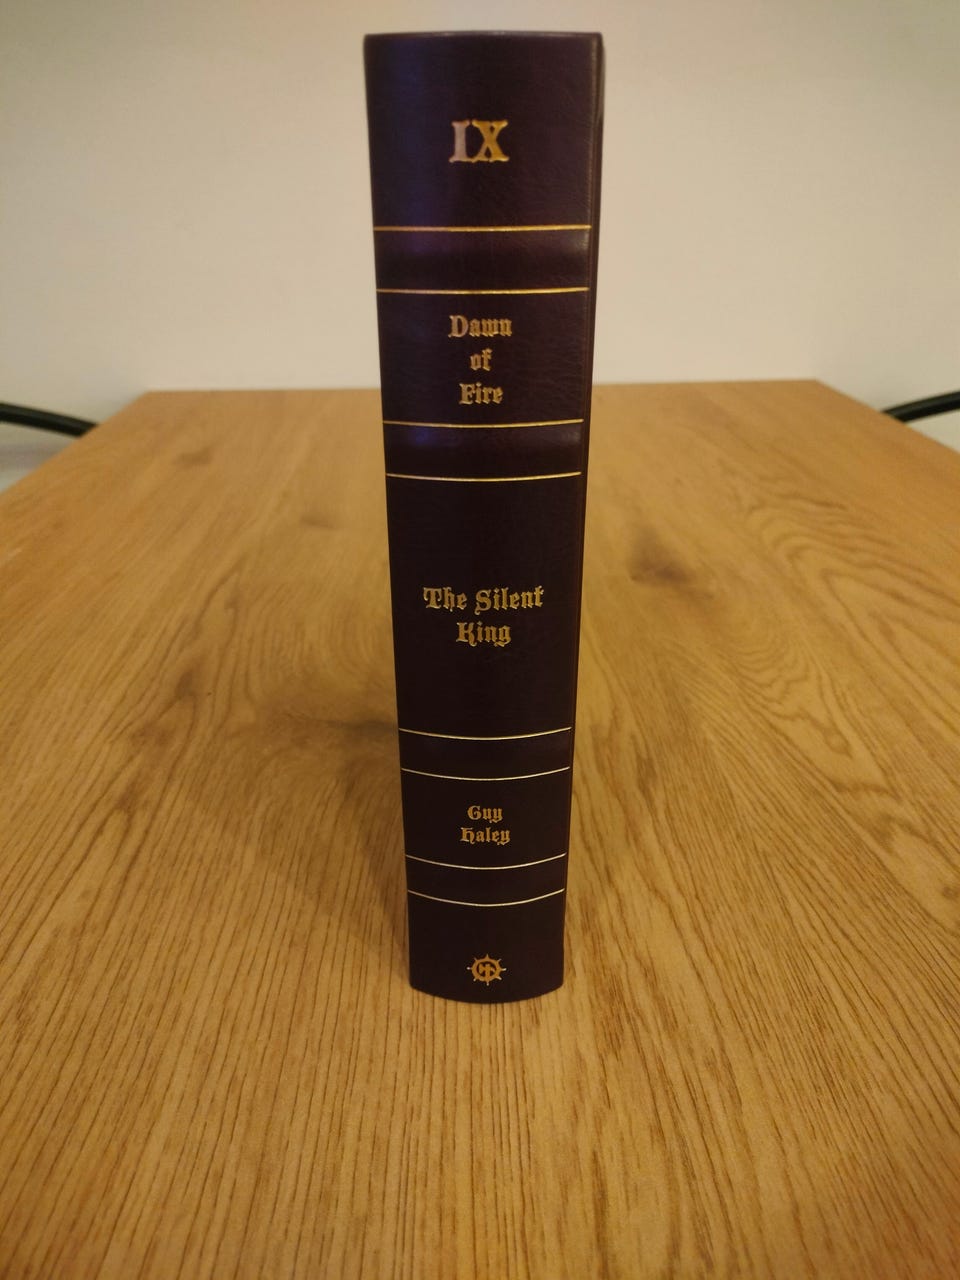 IX
Dawn
of
Fire
The Silent
King
Guy
Haley